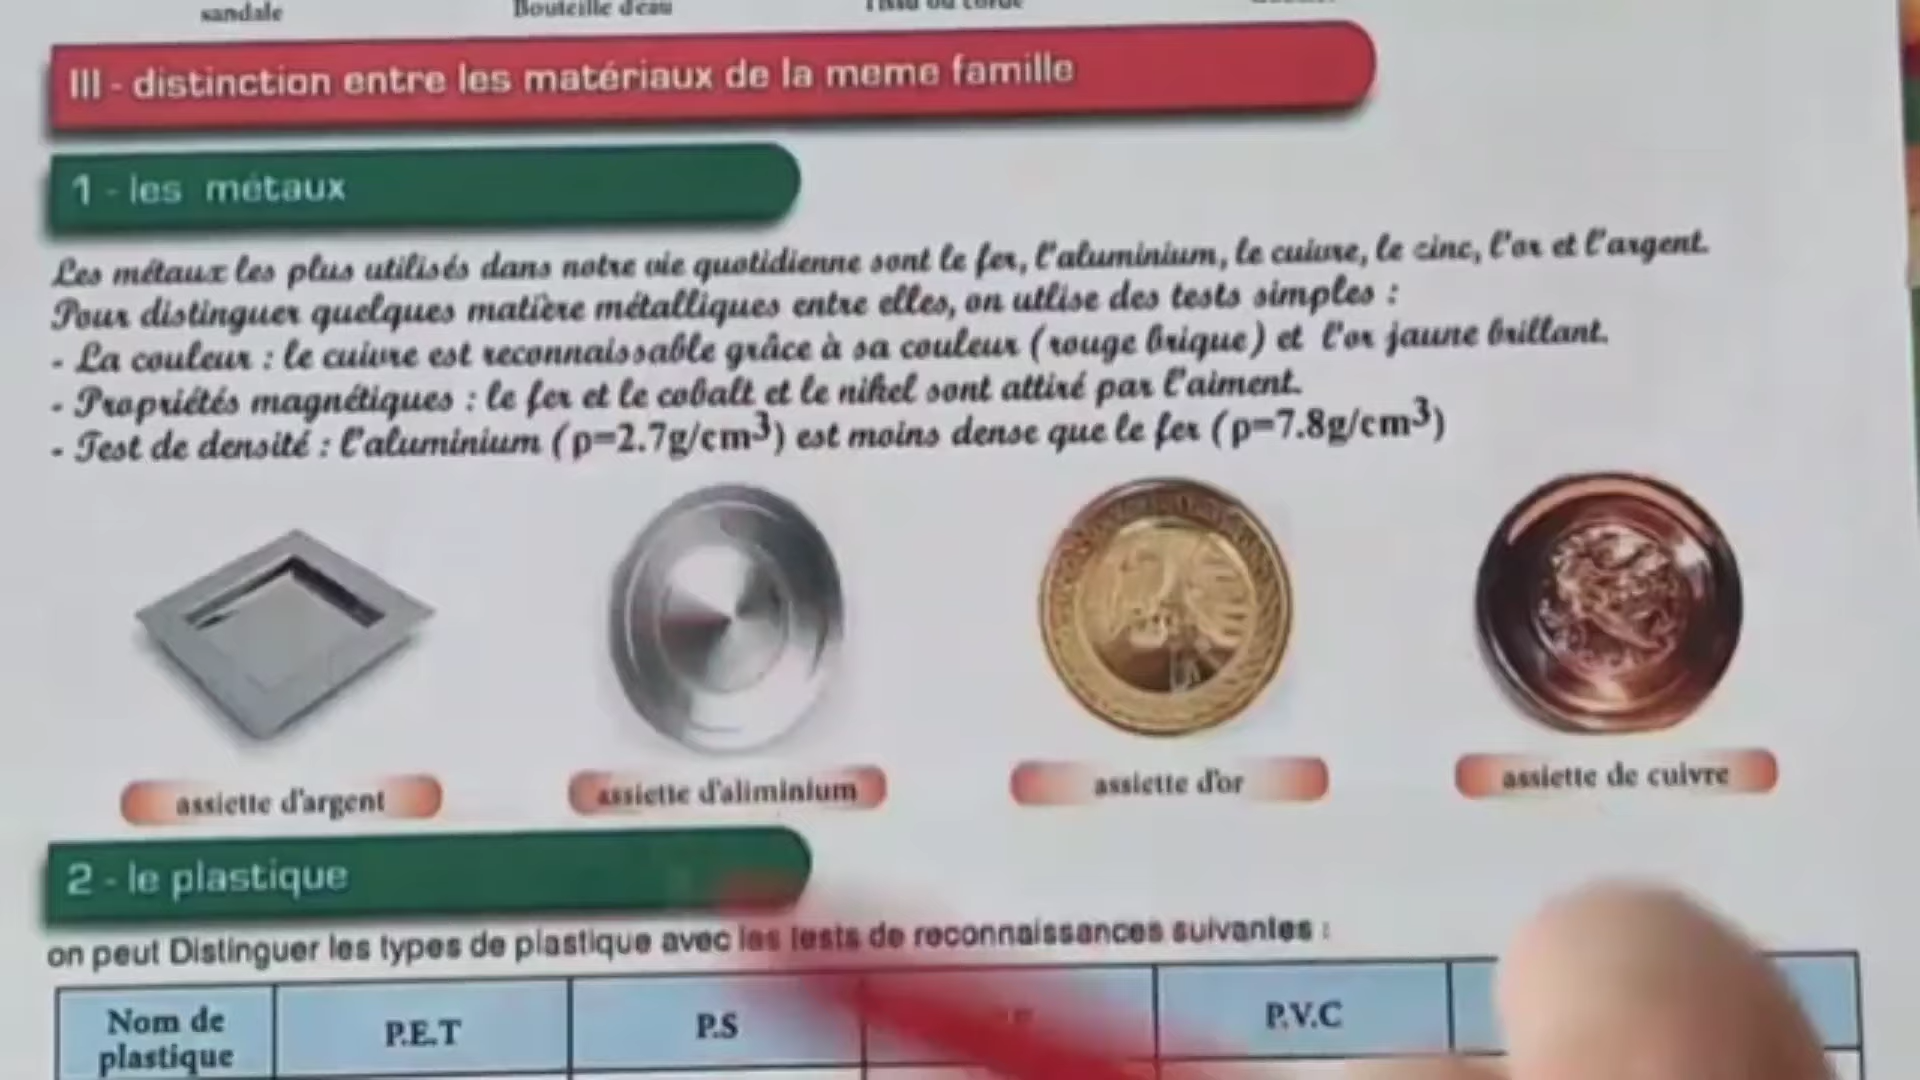 sandale
Bouteille d'eau
III - distinction entre les matériaux de la meme famille
1 - les métaux
Les métaux les plus utilisés dans notre vie quotidienne sont le fer, l'aluminium, le cuivre, le cinc, l'or et l'argent.
Pour distinguer quelques matière métalliques entre elles, on utlise des tests simples :
- La couleur : le cuivre est reconnaissable grâce à sa couleur (rouge brique) et l'or jaune brillant.
- Propriétés magnétiques : le fer et le cobalt et le nikel sont attiré par l'aiment.
- Test de densité : l'aluminium (p=2.7g/cm³) est moins dense que le fer (p=7.8g/cm³)
assiette d'argent
assiette d'aliminium
assiette d'or
assiette de cuivre
2 - le plastique
on peut Distinguer les types de plastique avec les tests de reconnaissances suivantes :
Nom de plastique
P.E.T
P.S
P.V.C